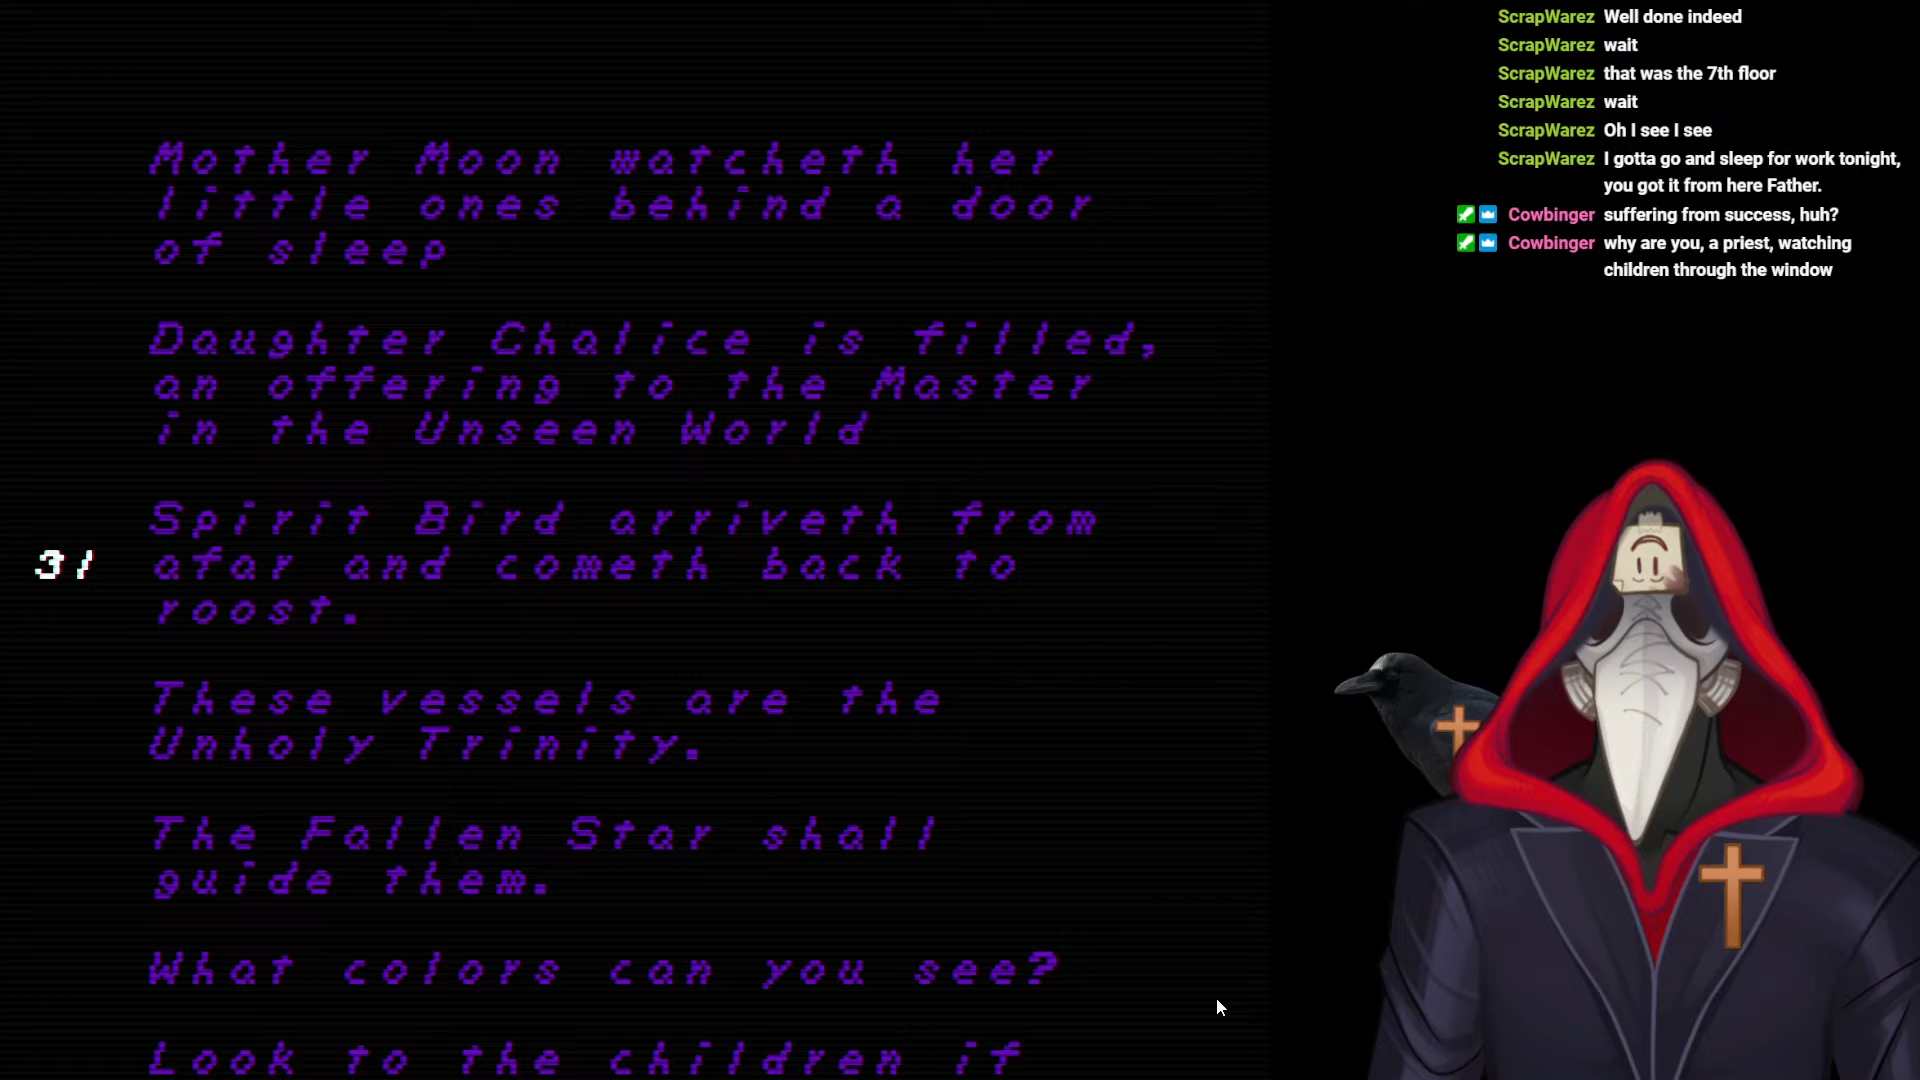 Mother Moon watcheth her
little ones behind a door
of sleep
Daughter Chalice is filled,
an offering to the Master
in the Unseen World
Spirit Bird arriveth from
31
afar and cometh back to
roost.
These vessels are the
Unholy Trinity.
The Fallen Star shall
guide them.
What colors can you see?
Look to the children if
ScrapWarez Well done indeed
ScrapWarez wait
ScrapWarez that was the 7th floor
ScrapWarez wait
ScrapWarez Oh I see I see
ScrapWarez I gotta go and sleep for work tonight,
you got it from here Father.
Cowbinger suffering from success, huh?
Cowbinger why are you, a priest, watching
children through the window